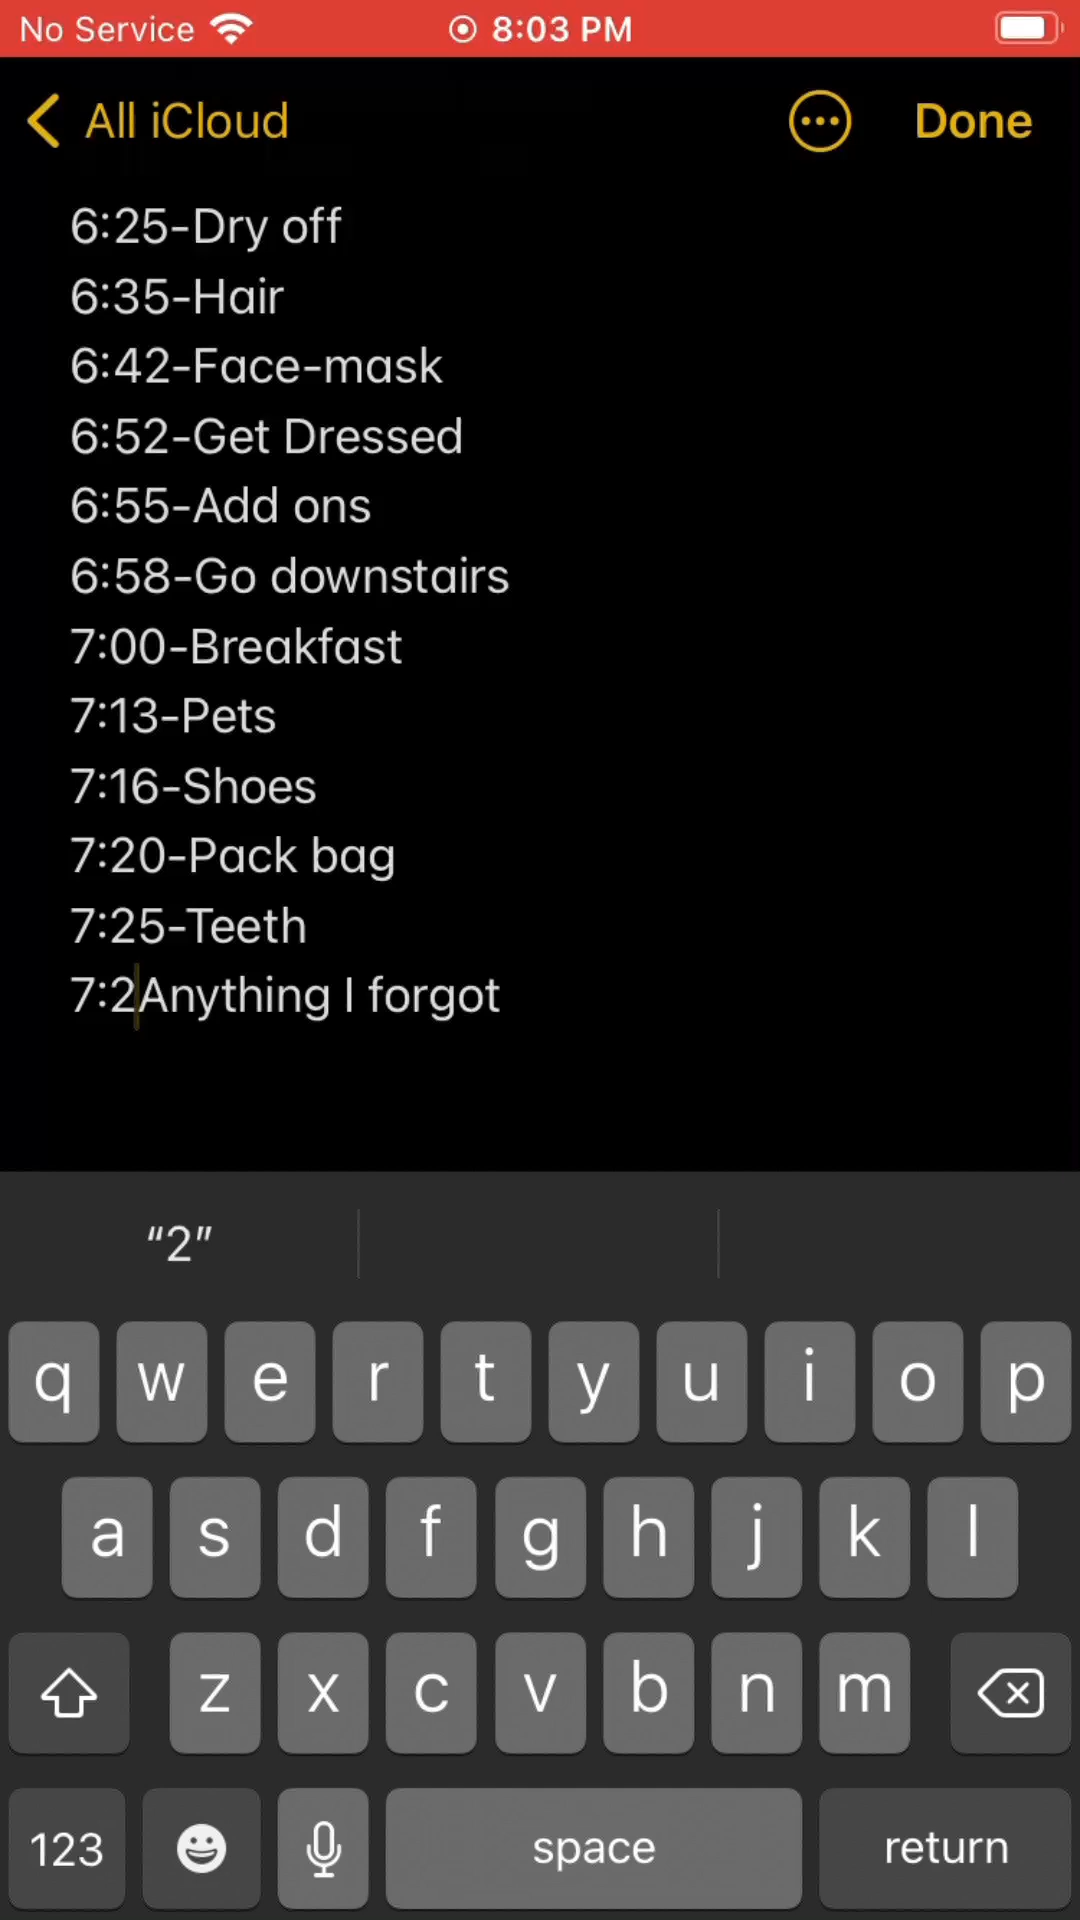 No Service 8:03 PM
All iCloud Done
6:25-Dry off
6:35-Hair
6:42-Face-mask
6:52-Get Dressed
6:55-Add ons
6:58-Go downstairs
7:00-Breakfast
7:13-Pets
7:16-Shoes
7:20-Pack bag
7:25-Teeth
7:2Anything I forgot
“2”
q w e r t y u i o p
a s d f g h j k l
z x c v b n m
123 space return